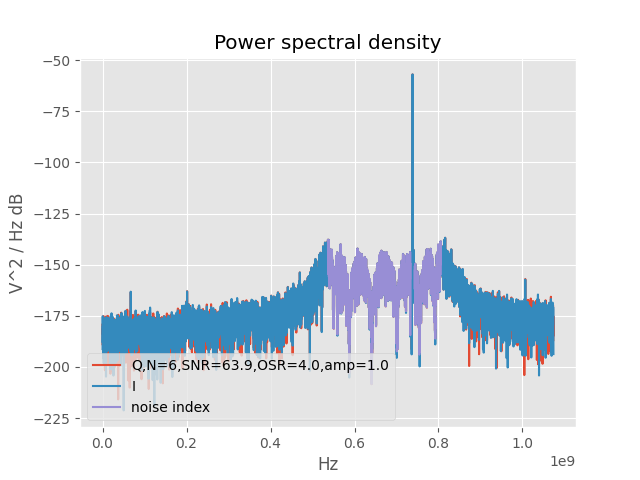 Power spectral density
V^2 / Hz dB
−50
−75
−100
−125
−150
−175
−200
−225
Q,N=6,SNR=63.9,OSR=4.0,amp=1.0
I
noise index
0.0 0.2 0.4 0.6 0.8 1.0
1e9
Hz